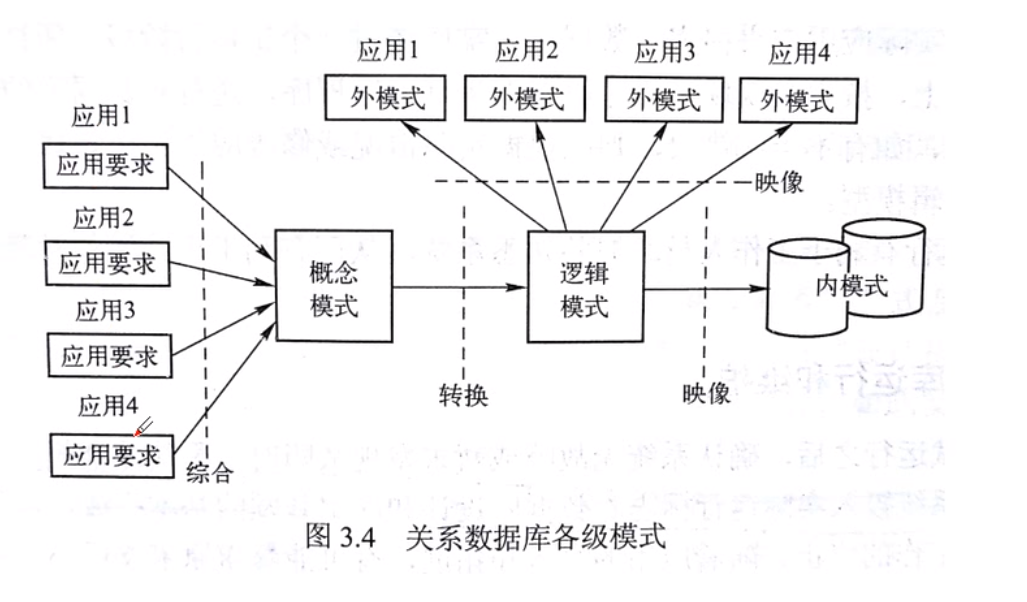 应用1 应用2 应用3 应用4
外模式 外模式 外模式 外模式
映像
应用1
应用要求
应用2
应用要求
应用3
应用要求
应用4
应用要求
综合
概念
模式
转换
逻辑
模式
映像
内模式
图 3.4 关系数据库各级模式